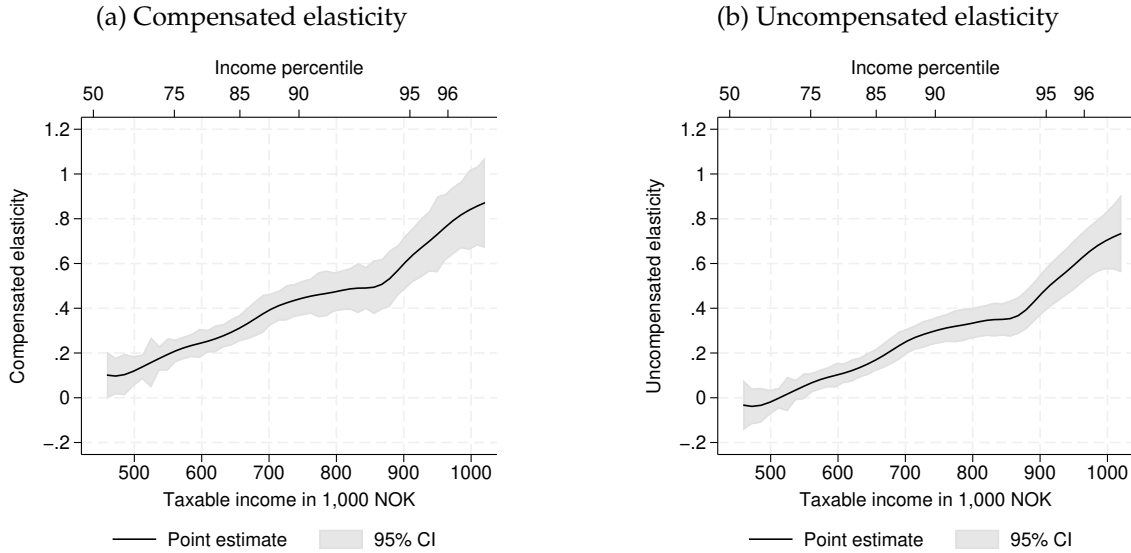 (a) Compensated elasticity
Income percentile
50 75 85 90 95 96
1.2
1
.8
.6
.4
.2
0
−.2
Compensated elasticity
500 600 700 800 900 1000
Taxable income in 1,000 NOK
Point estimate 95% CI
(b) Uncompensated elasticity
Income percentile
50 75 85 90 95 96
1.2
1
.8
.6
.4
.2
0
−.2
Uncompensated elasticity
500 600 700 800 900 1000
Taxable income in 1,000 NOK
Point estimate 95% CI